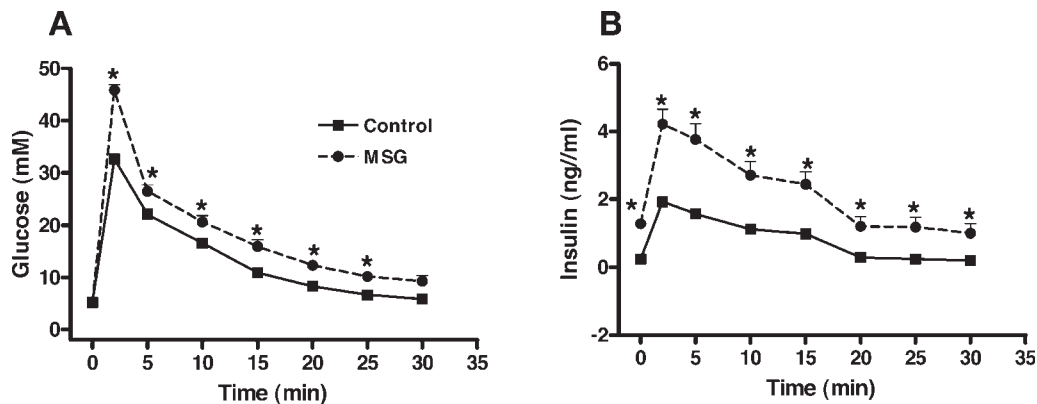 A
Glucose (mM)
50
40
30
20
10
0
* * * * * * *
Control
MSG
0 5 10 15 20 25 30 35
Time (min)
B
Insulin (ng//ml)
6
4
2
0
-2
* * * * * * * *
0 5 10 15 20 25 30 35
Time (min)